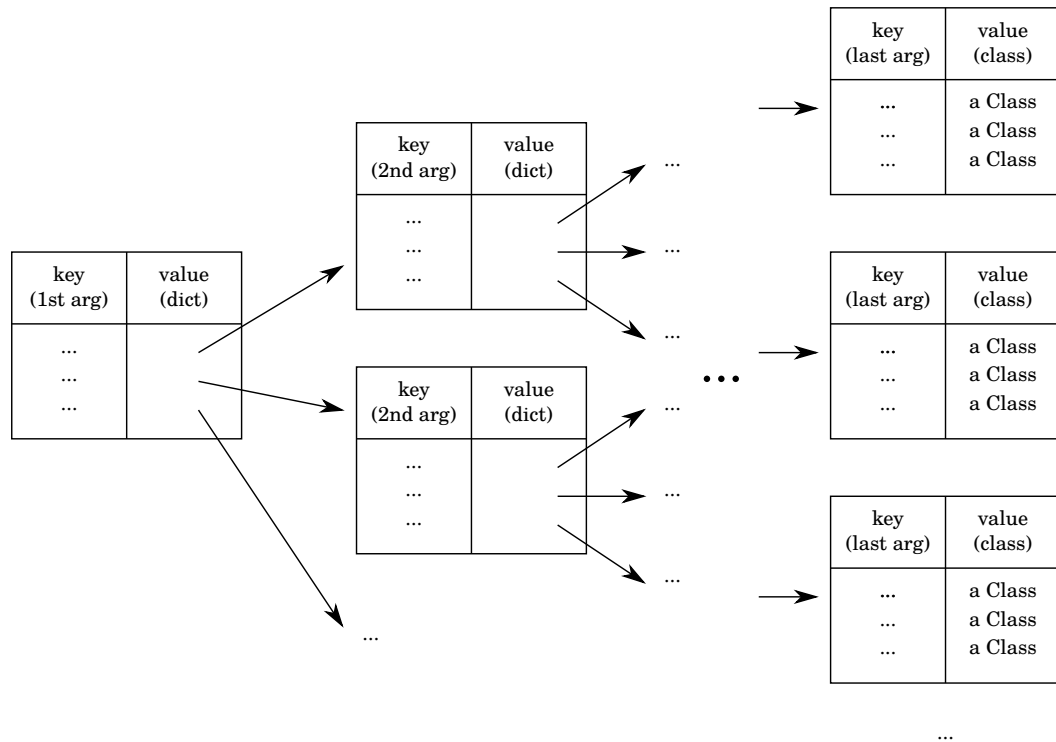 key value
(1st arg) (dict)
...
...
...
key value
(2nd arg) (dict)
...
...
...
key value
(2nd arg) (dict)
...
...
...
...
...
...
...
...
...
...
...
...
key value
(last arg) (class)
... a Class
... a Class
... a Class
key value
(last arg) (class)
... a Class
... a Class
... a Class
key value
(last arg) (class)
... a Class
... a Class
... a Class
...